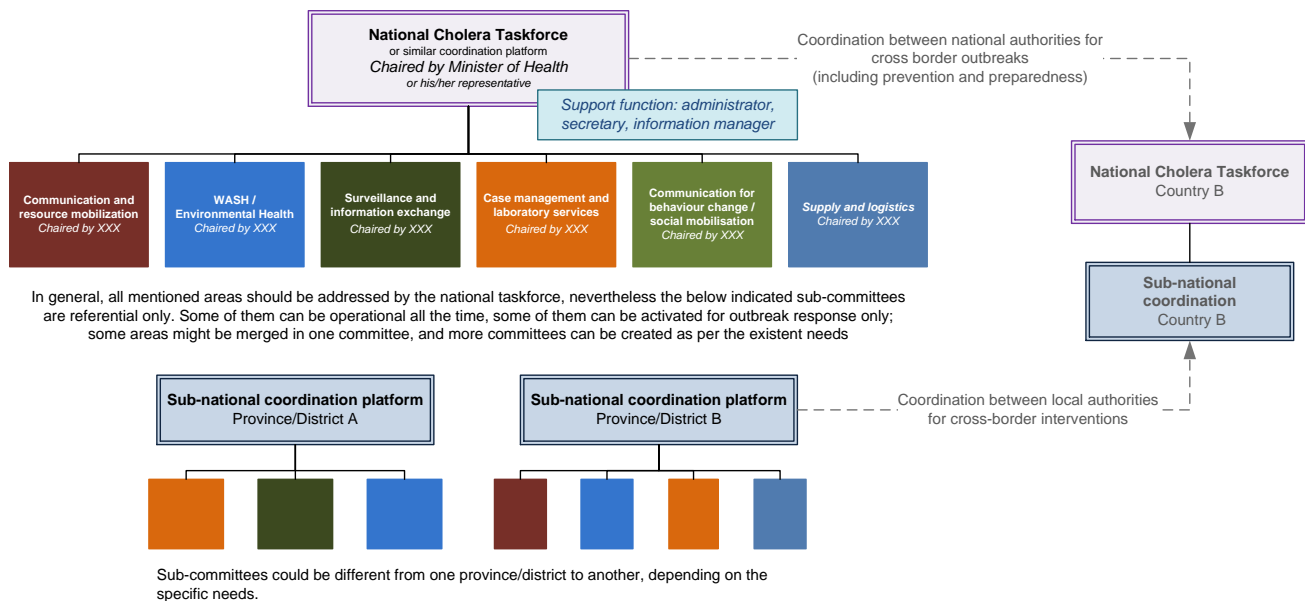 National Cholera Taskforce
or similar coordination platform
Chaired by Minister of Health
or his/her representative
Support function: administrator,
secretary, information manager
Coordination between national authorities for
cross border outbreaks
(including prevention and preparedness)
Communication and
resource mobilization
Chaired by XXX
WASH /
Environmental Health
Chaired by XXX
Surveillance and
information exchange
Chaired by XXX
Case management and
laboratory services
Chaired by XXX
Communication for
behaviour change /
social mobilisation
Chaired by XXX
Supply and logistics
Chaired by XXX
National Cholera Taskforce
Country B
Sub-national
coordination
Country B
In general, all mentioned areas should be addressed by the national taskforce, nevertheless the below indicated sub-committees
are referential only. Some of them can be operational all the time, some of them can be activated for outbreak response only;
some areas might be merged in one committee, and more committees can be created as per the existent needs
Sub-national coordination platform
Province/District A
Sub-national coordination platform
Province/District B
Coordination between local authorities
for cross-border interventions
Sub-committees could be different from one province/district to another, depending on the
specific needs.